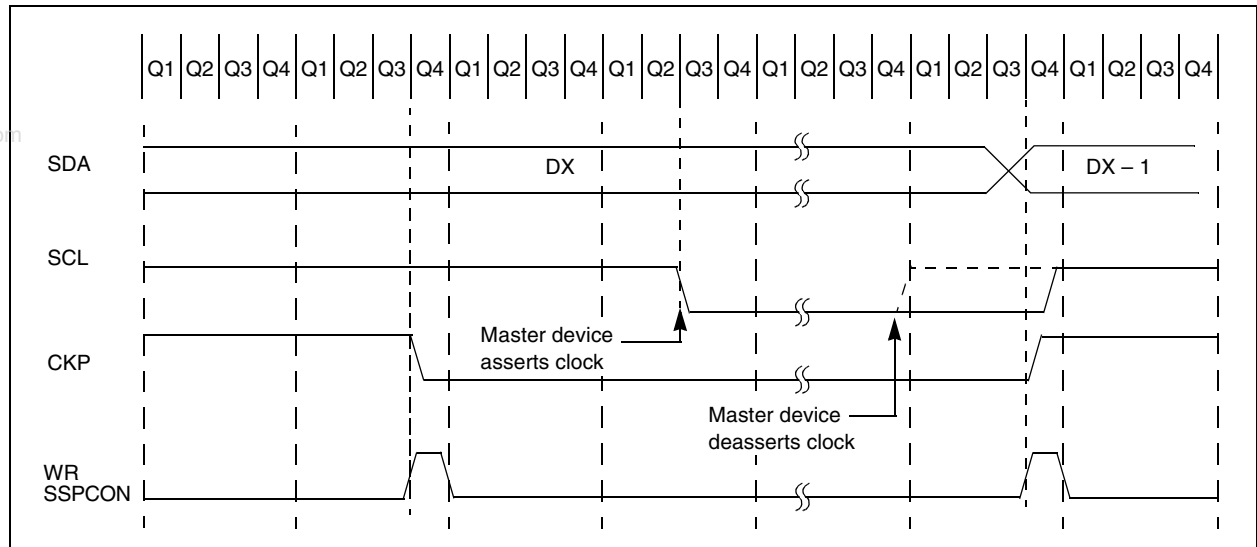 Q1 Q2 Q3 Q4 Q1 Q2 Q3 Q4 Q1 Q2 Q3 Q4 Q1 Q2 Q3 Q4 Q1 Q2 Q3 Q4 Q1 Q2 Q3 Q4 Q1 Q2 Q3 Q4
om
SDA
DX
DX – 1
SCL
Master device
asserts clock
CKP
Master device
deasserts clock
WR
SSPCON